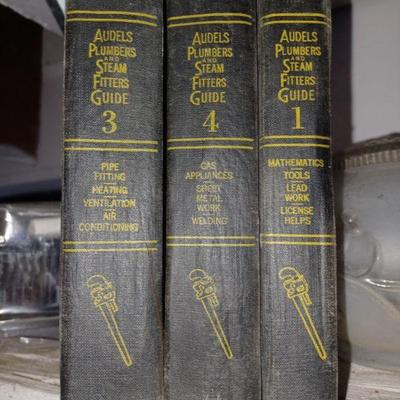 AUDELS
PLUMBERS
AND
STEAM
FITTERS
GUIDE
3
PIPE
FITTING
HEATING
VENTILATION
AIR
CONDITIONING
AUDELS
PLUMBERS
AND
STEAM
FITTERS
GUIDE
4
GAS
APPLIANCES
SHEET
METAL
WORK
WELDING
AUDELS
PLUMBERS
AND
STEAM
FITTERS
GUIDE
1
MATHEMATICS
TOOLS
LEAD
WORK
LICENSE
HELPS